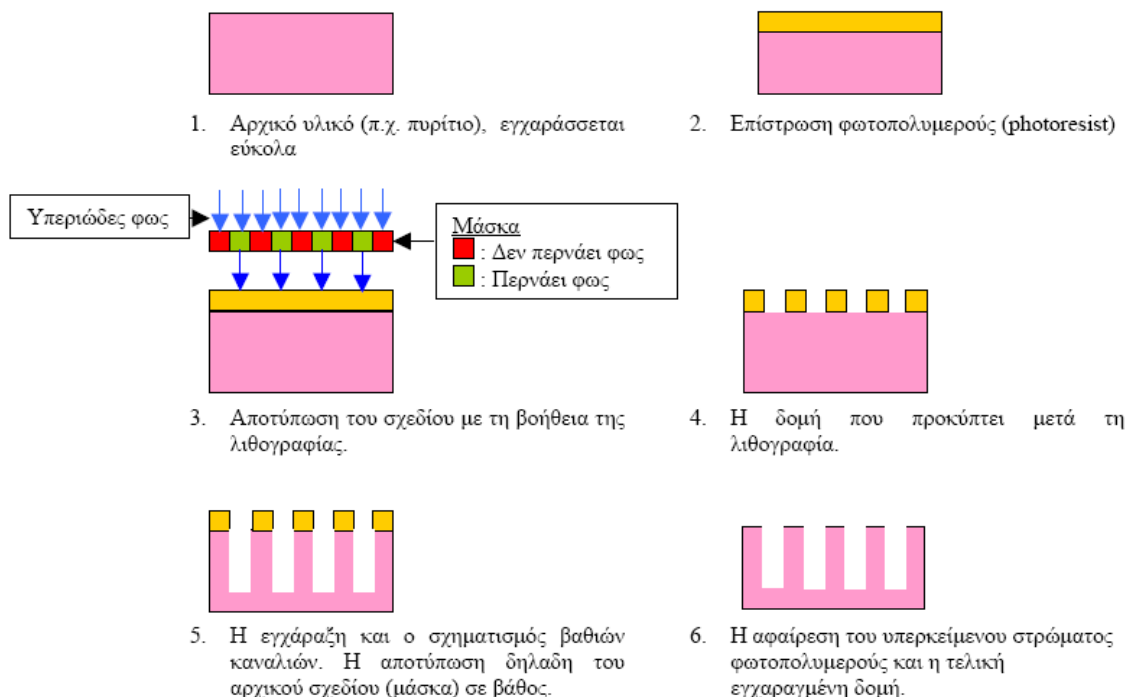 1. Αρχικό υλικό (π.χ. πυρίτιο), εγχαράσσεται
εύκολα
2. Επίστρωση φωτοπολυμερούς (photoresist)
Υπεριώδες φως
Μάσκα
: Δεν περνάει φως
: Περνάει φως
3. Αποτύπωση του σχεδίου με τη βοήθεια της
λιθογραφίας.
4. Η δομή που προκύπτει μετά τη
λιθογραφία.
5. Η εγχάραξη και ο σχηματισμός βαθιών
καναλιών. Η αποτύπωση δηλαδη του
αρχικού σχεδίου (μάσκα) σε βάθος.
6. Η αφαίρεση του υπερκείμενου στρώματος
φωτοπολυμερούς και η τελική
εγχαραγμένη δομή.